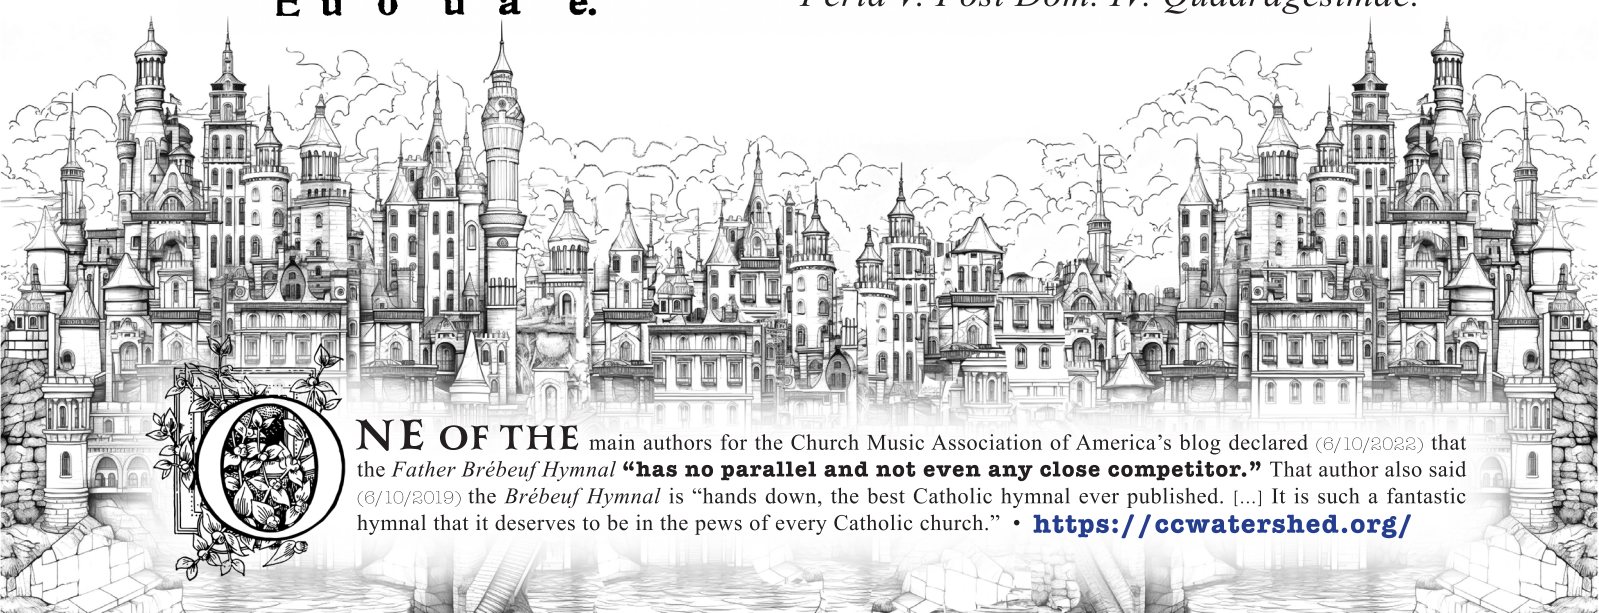 E u o u a e.
Feria V. Post Dom. IV. Quadragesimae.
ONE OF THE main authors for the Church Music Association of America’s blog declared (6/10/2022) that
the Father Brébeuf Hymnal “has no parallel and not even any close competitor.” That author also said
(6/10/2019) the Brébeuf Hymnal is “hands down, the best Catholic hymnal ever published. [...] It is such a fantastic
hymnal that it deserves to be in the pews of every Catholic church.” • https://ccwatershed.org/